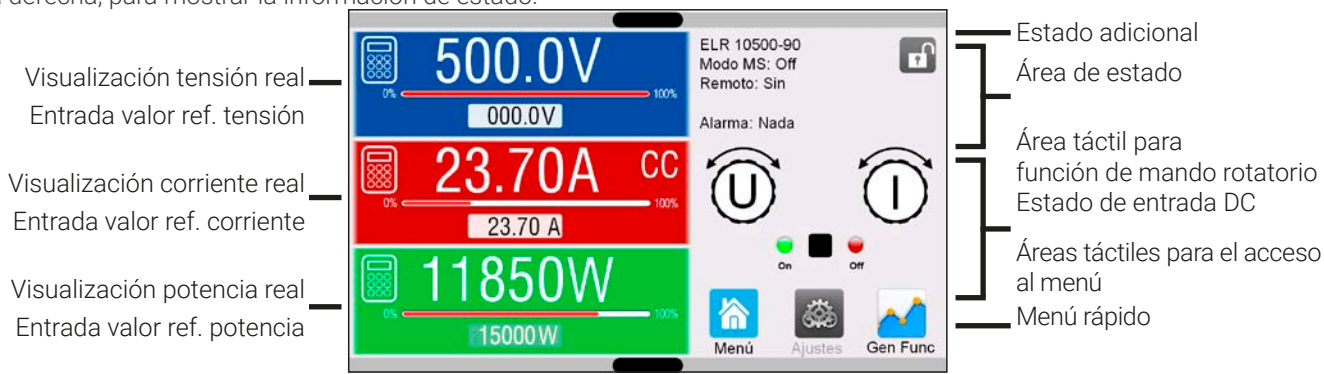 derecha, para mostrar la información de estado.
Visualización tensión real
Entrada valor ref. tensión
Visualización corriente real
Entrada valor ref. corriente
Visualización potencia real
Entrada valor ref. potencia
500.0V
0%
100%
000.0V
23.70A CC
0%
100%
23.70 A
11850W
0%
100%
15000W
ELR 10500-90
Modo MS: Off
Remoto: Sin
Alarma: Nada
U
I
On
Off
Menú
Ajustes
Gen Func
Estado adicional
Área de estado
Área táctil para
función de mando rotatorio
Estado de entrada DC
Áreas táctiles para el acceso
al menú
Menú rápido